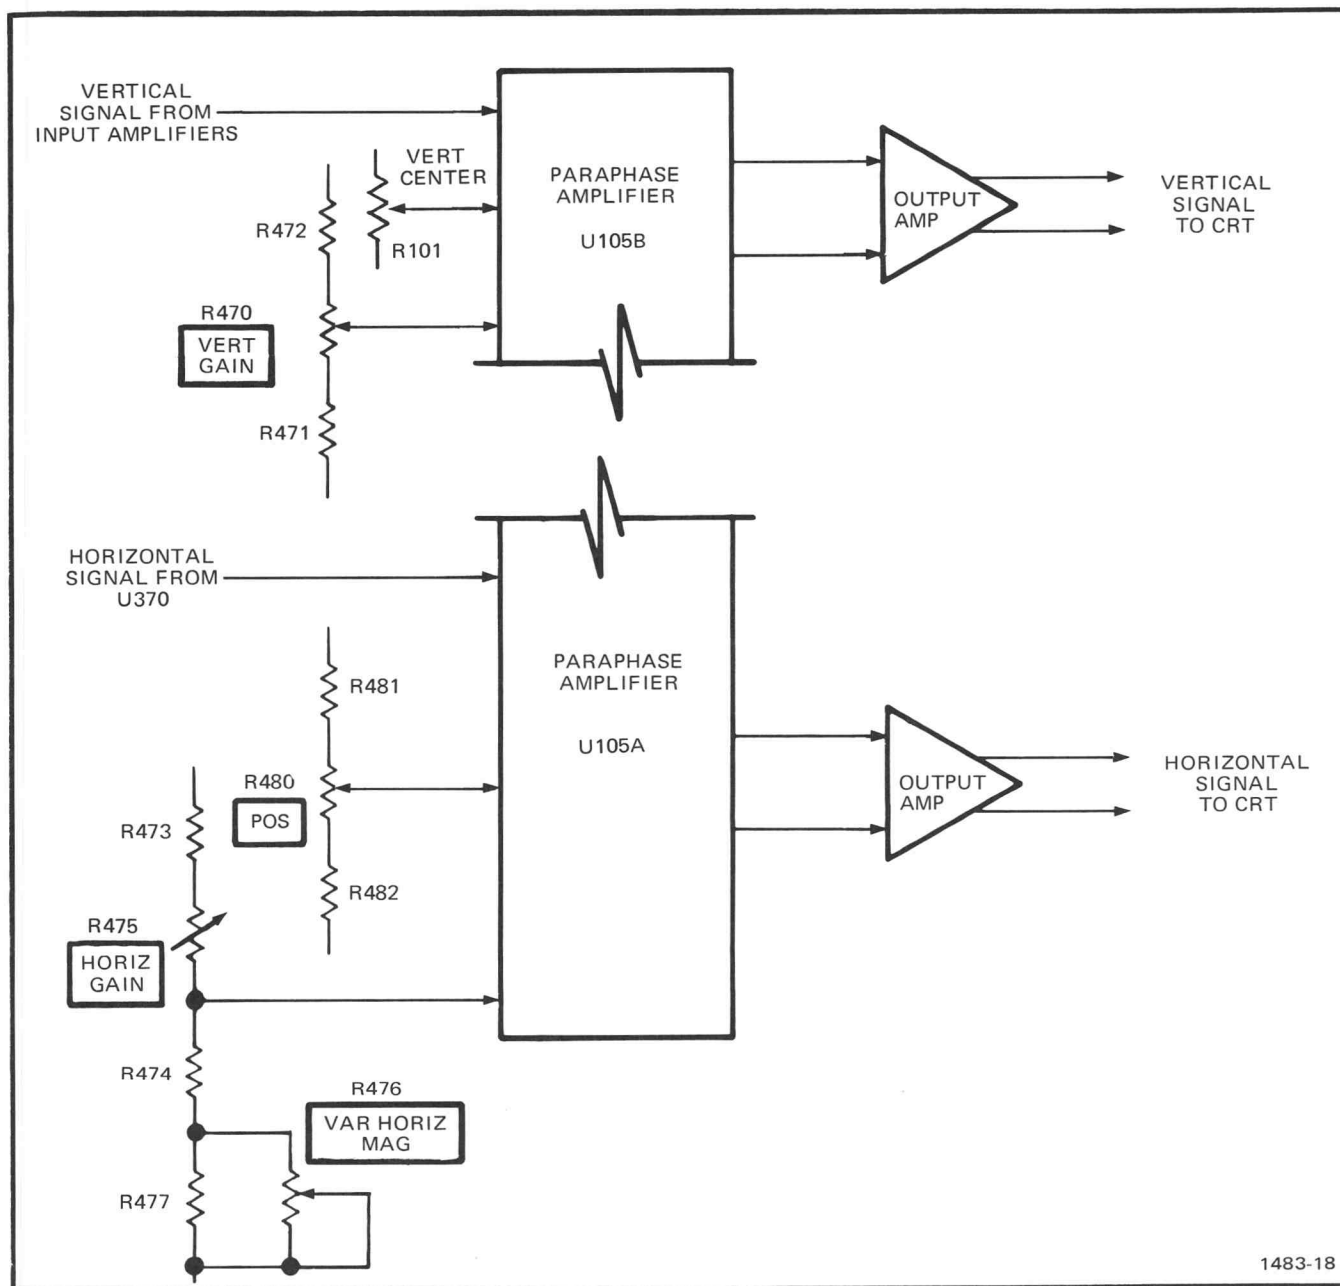 VERTICAL
SIGNAL FROM
INPUT AMPLIFIERS
VERT
CENTER
R472
R101
R470
VERT
GAIN
R471
PARAPHASE
AMPLIFIER
U105B
OUTPUT
AMP
VERTICAL
SIGNAL
TO CRT
HORIZONTAL
SIGNAL FROM
U370
R481
R480
POS
R482
R473
R475
HORIZ
GAIN
R474
R476
VAR HORIZ
MAG
R477
PARAPHASE
AMPLIFIER
U105A
OUTPUT
AMP
HORIZONTAL
SIGNAL
TO CRT
1483-18